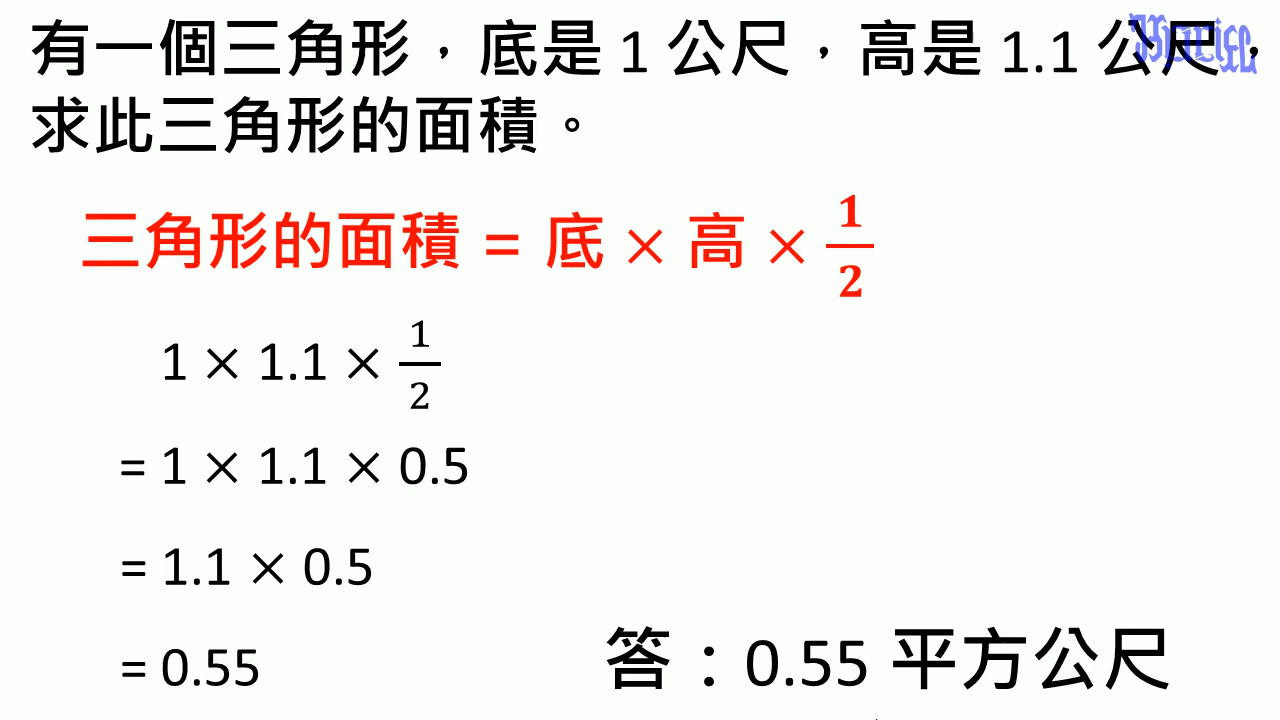 有一個三角形，底是 1 公尺，高是 1.1 公尺，
求此三角形的面積。
三角形的面積 = 底 × 高 × 1/2
1 × 1.1 × 1/2
= 1 × 1.1 × 0.5
= 1.1 × 0.5
= 0.55
答：0.55 平方公尺